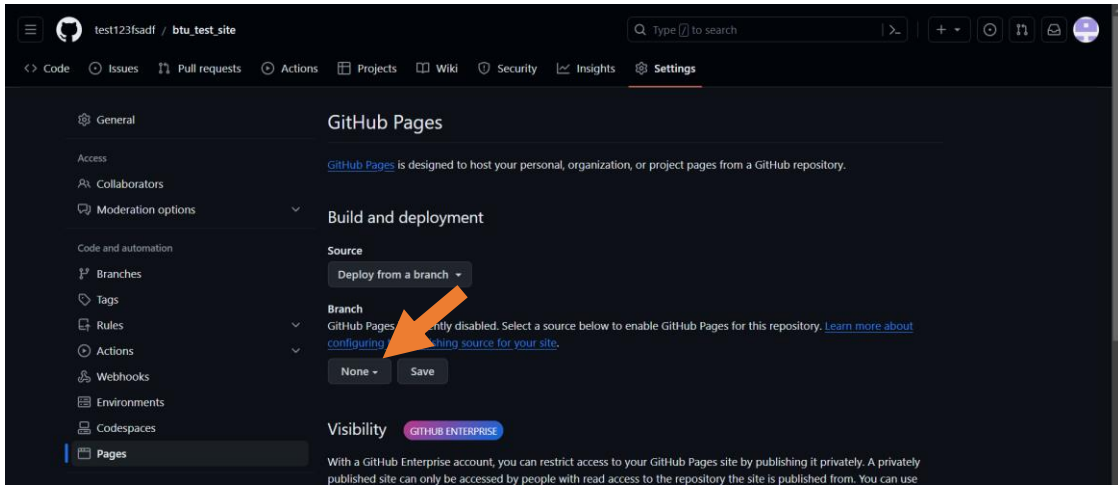 test123fsadf / btu_test_site
Type / to search
<> Code Issues Pull requests Actions Projects Wiki Security Insights Settings
General
Access
Collaborators
Moderation options
Code and automation
Branches
Tags
Rules
Actions
Webhooks
Environments
Codespaces
Pages
GitHub Pages
GitHub Pages is designed to host your personal, organization, or project pages from a GitHub repository.
Build and deployment
Source
Deploy from a branch
Branch
GitHub Pages disabled. Select a source below to enable GitHub Pages for this repository. Learn more about
configuring source for your site.
None Save
Visibility GITHUB ENTERPRISE
With a GitHub Enterprise account, you can restrict access to your GitHub Pages site by publishing it privately. A privately
published site can only be accessed by people with read access to the repository the site is published from. You can use